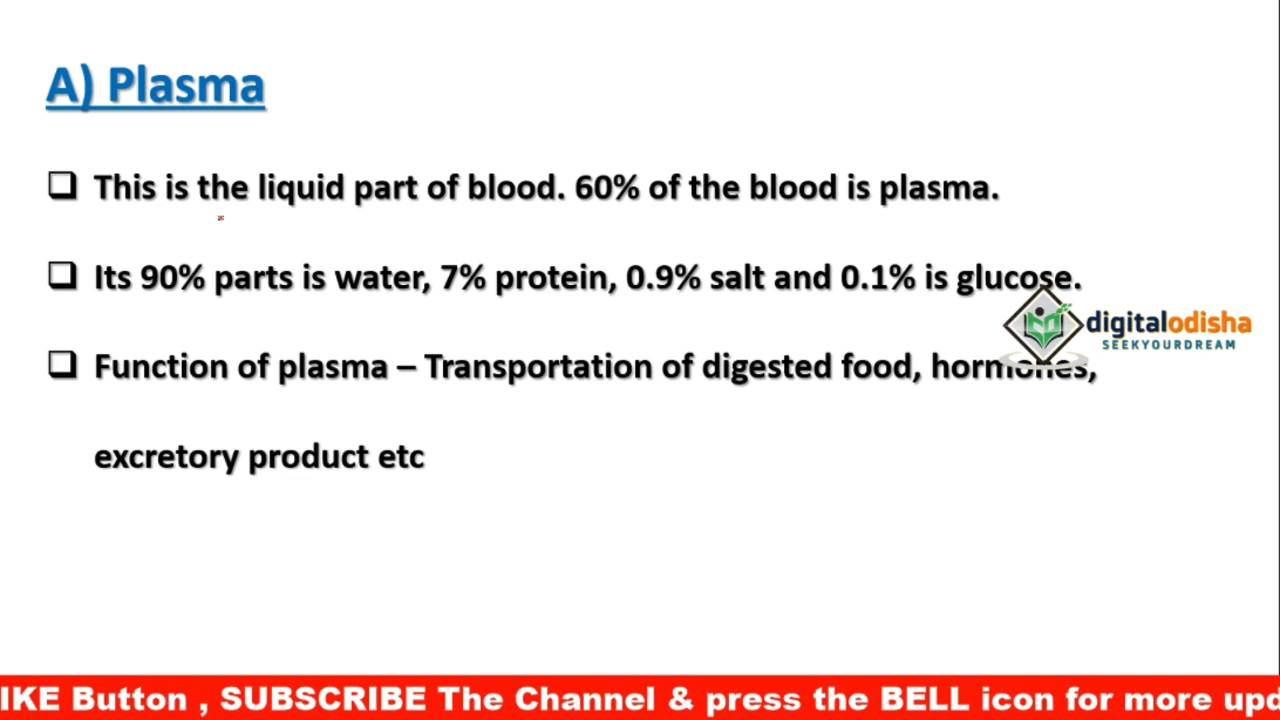 A) Plasma
This is the liquid part of blood. 60% of the blood is plasma.
Its 90% parts is water, 7% protein, 0.9% salt and 0.1% is glucose.
digitalodisha
SEEKYOURDREAM
Function of plasma – Transportation of digested food, hormones,
excretory product etc
IKE Button , SUBSCRIBE The Channel & press the BELL icon for more upd